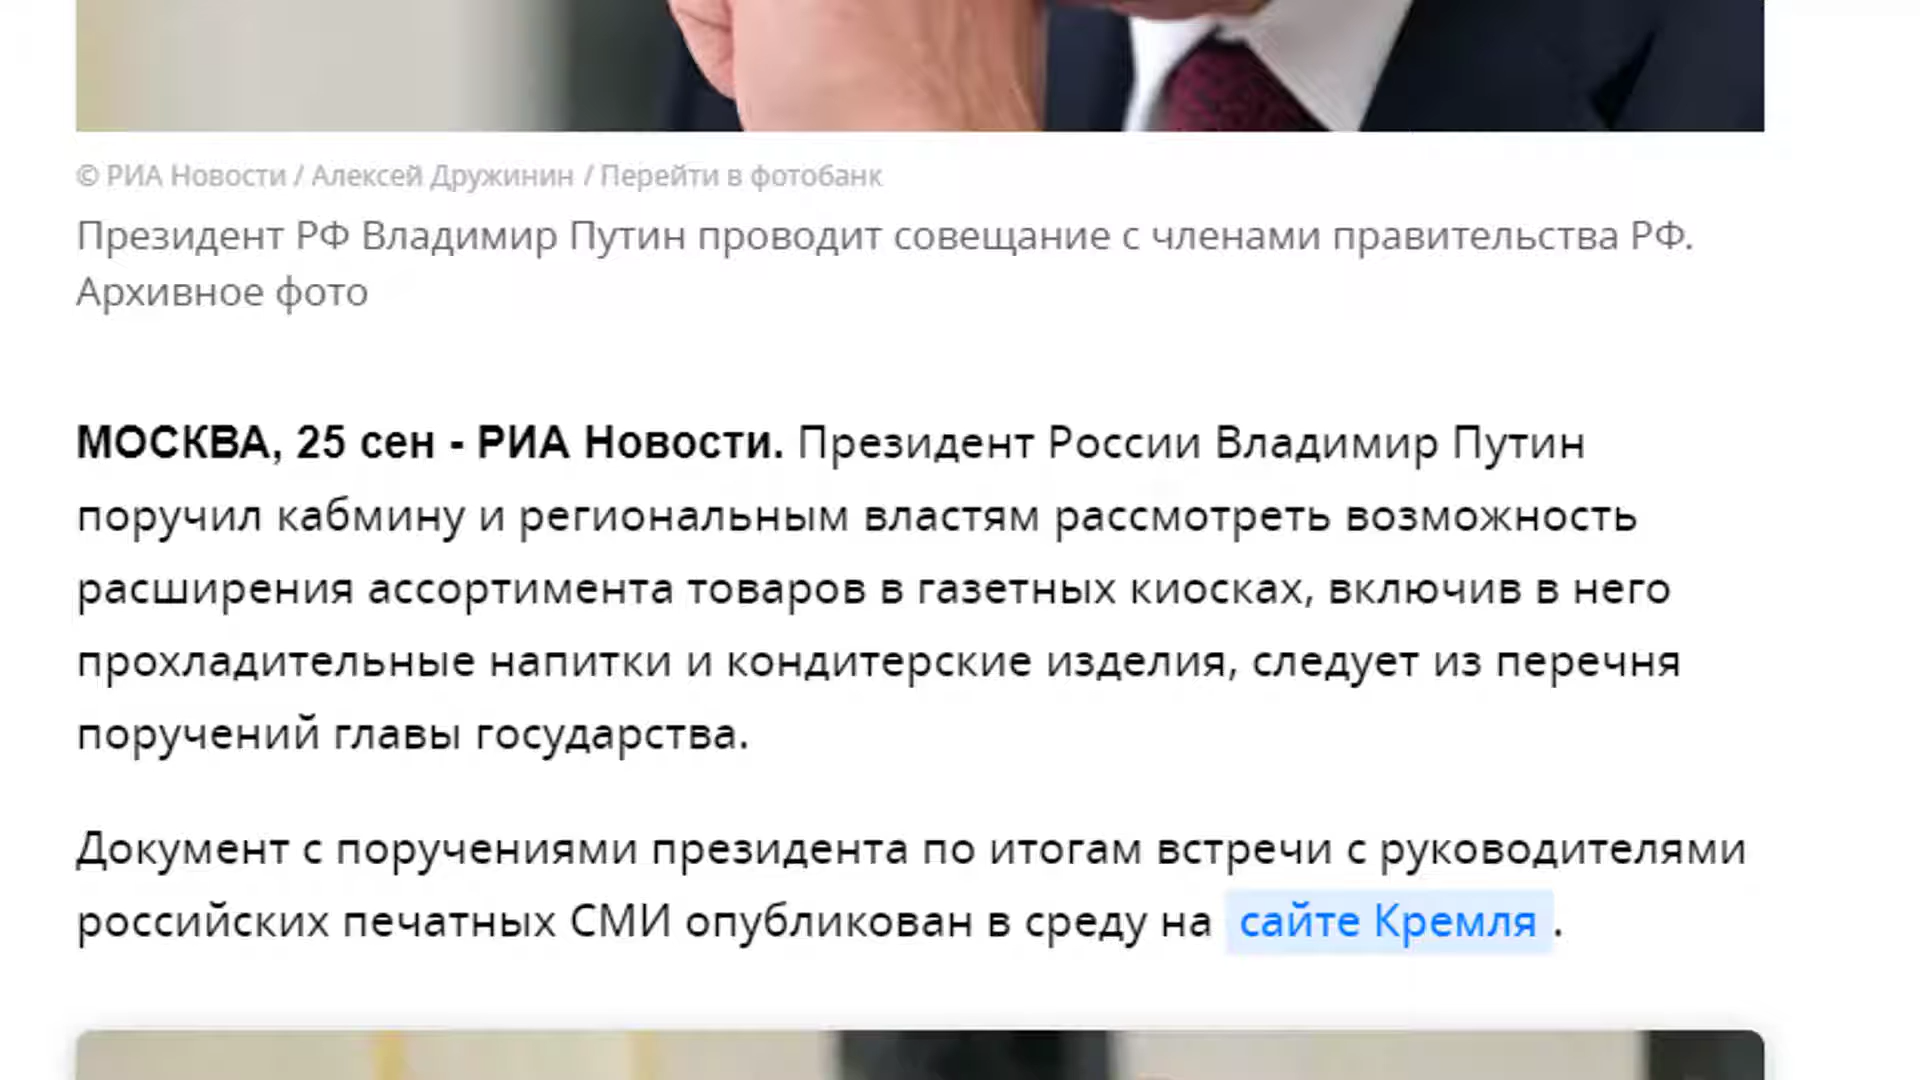 © РИА Новости / Алексей Дружинин / Перейти в фотобанк
Президент РФ Владимир Путин проводит совещание с членами правительства РФ.
Архивное фото
МОСКВА, 25 сен - РИА Новости. Президент России Владимир Путин
поручил кабмину и региональным властям рассмотреть возможность
расширения ассортимента товаров в газетных киосках, включив в него
прохладительные напитки и кондитерские изделия, следует из перечня
поручений главы государства.
Документ с поручениями президента по итогам встречи с руководителями
российских печатных СМИ опубликован в среду на сайте Кремля .